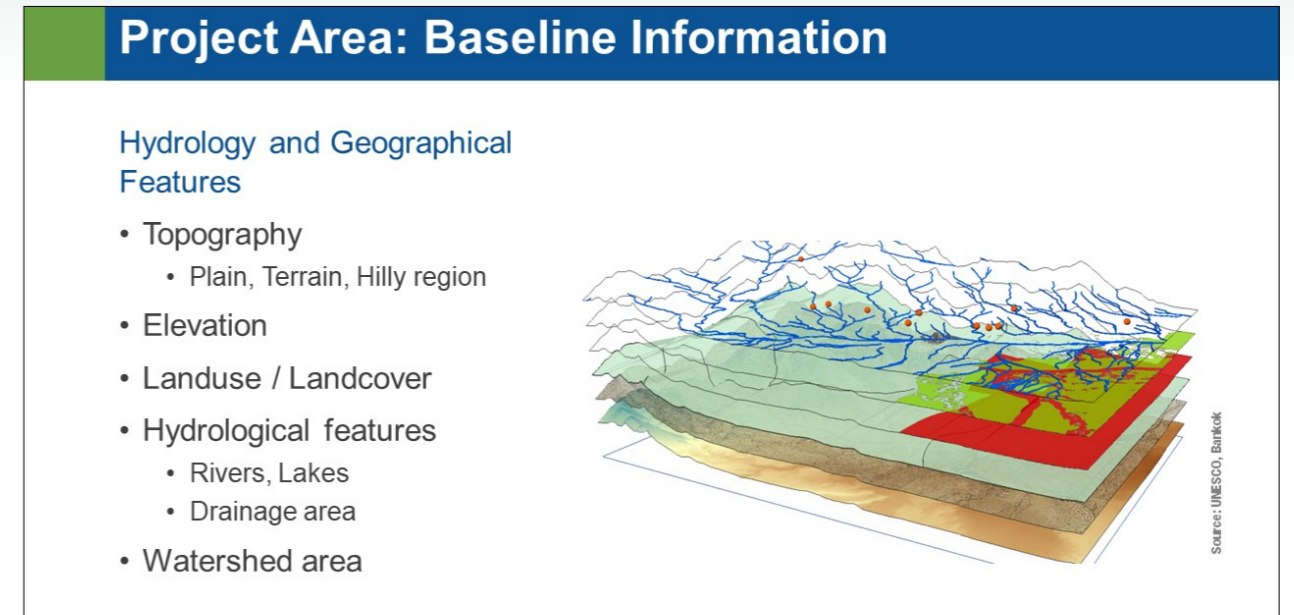 Project Area: Baseline Information
Hydrology and Geographical
Features
• Topography
• Plain, Terrain, Hilly region
• Elevation
• Landuse / Landcover
• Hydrological features
• Rivers, Lakes
• Drainage area
• Watershed area
Source: UNESCO, Bankok